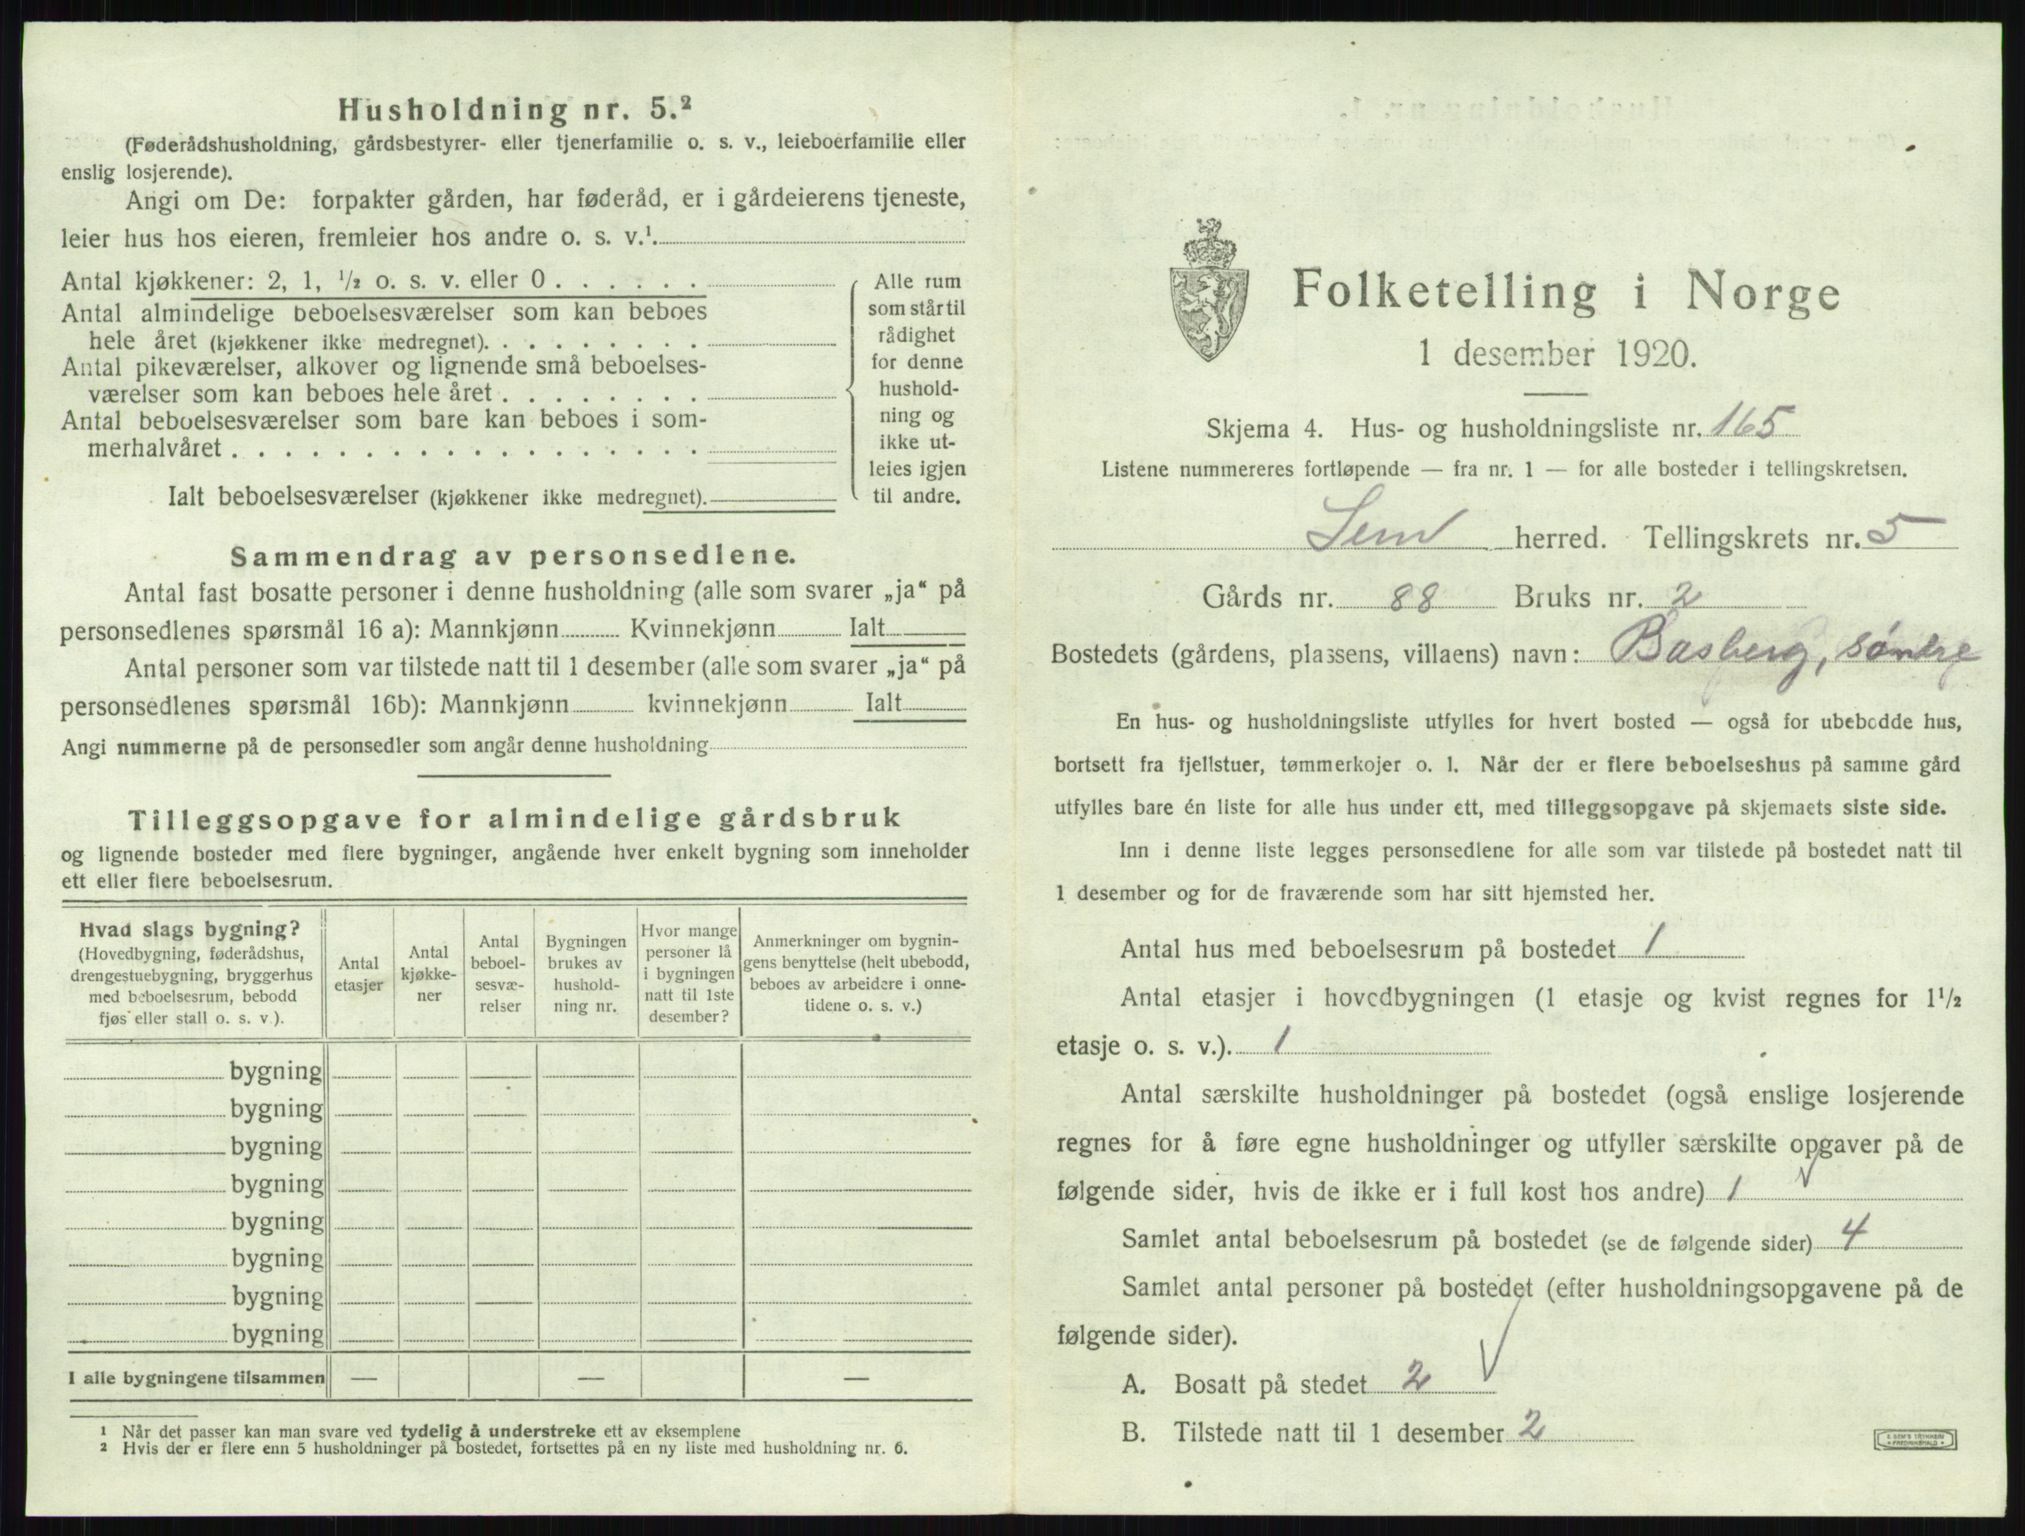 Husholdning nr. 5.²
(Føderådshusholdning, gårdsbestyrer- eller tjenerfamilie o. s. v., leieboerfamilie eller
enslig losjerende).
Angi om De: forpakter gården, har føderåd, er i gårdeierens tjeneste,
leier hus hos eieren, fremleier hos andre o. s. v.¹.
Antal kjøkkener: 2, 1, ½ o. s. v. eller 0 . . . . . .
Antal almindelige beboelsesværelser som kan beboes
hele året (kjøkkener ikke medregnet). . . . . . . . .
Antal pikeværelser, alkover og lignende små beboelses-
værelser som kan beboes hele året . . . . . . . .
Antal beboelsesværelser som bare kan beboes i som-
merhalvåret . . . . . . . . . . . . . . . . . .
Ialt beboelsesværelser (kjøkkener ikke medregnet).
Alle rum
som står til
rådighet
for denne
hushold-
ning og
ikke ut-
leies igjen
til andre.
Sammendrag av personsedlene.
Antal fast bosatte personer i denne husholdning (alle som svarer „ja“ på
personsedlenes spørsmål 16 a): Mannkjønn Kvinnekjønn Ialt
Antal personer som var tilstede natt til 1 desember (alle som svarer „ja“ på
personsedlenes spørsmål 16b): Mannkjønn kvinnekjønn Ialt
Angi nummerne på de personsedler som angår denne husholdning
Tilleggsopgave for almindelige gårdsbruk
og lignende bosteder med flere bygninger, angående hver enkelt bygning som inneholder
ett eller flere beboelsesrum.
Hvad slags bygning?
(Hovedbygning, føderådshus,
drengestuebygning, bryggerhus
med beboelsesrum, bebodd
fjøs eller stall o. s. v.).
Antal
etasjer
Antal
kjøkke-
ner
Antal
beboel-
sesvæ-
relser
Bygningen
brukes av
hushold-
ning nr.
Hvor mange
personer lå
i bygningen
natt til 1ste
desember?
Anmerkninger om bygnin-
gens benyttelse (helt ubebodd,
beboes av arbeidere i onne-
tidene o. s. v.)
bygning
bygning
bygning
bygning
bygning
bygning
bygning
bygning
I alle bygningene tilsammen — — —
¹ Når det passer kan man svare ved tydelig å understreke ett av eksemplene
² Hvis der er flere enn 5 husholdninger på bostedet, fortsettes på en ny liste med husholdning nr. 6.
Folketelling i Norge
1 desember 1920.
Skjema 4. Hus- og husholdningsliste nr. 165
Listene nummereres fortløpende — fra nr. 1 — for alle bosteder i tellingskretsen.
Sem herred. Tellingskrets nr. 5
Gårds nr. 88 Bruks nr. 2
Bostedets (gårdens, plassens, villaens) navn: Basberg, søndre
En hus- og husholdningsliste utfylles for hvert bosted — også for ubebodde hus,
bortsett fra fjellstuer, tømmerkojer o. l. Når der er flere beboelseshus på samme gård
utfylles bare én liste for alle hus under ett, med tilleggsopgave på skjemaets siste side.
Inn i denne liste legges personsedlene for alle som var tilstede på bostedet natt til
1 desember og for de fraværende som har sitt hjemsted her.
Antal hus med beboelsesrum på bostedet 1
Antal etasjer i hovedbygningen (1 etasje og kvist regnes for 1½
etasje o. s. v.). 1
Antal særskilte husholdninger på bostedet (også enslige losjerende
regnes for å føre egne husholdninger og utfyller særskilte opgaver på de
følgende sider, hvis de ikke er i full kost hos andre) 1
Samlet antal beboelsesrum på bostedet (se de følgende sider) 4
Samlet antal personer på bostedet (efter husholdningsopgavene på de
følgende sider).
A. Bosatt på stedet 2
B. Tilstede natt til 1 desember 2